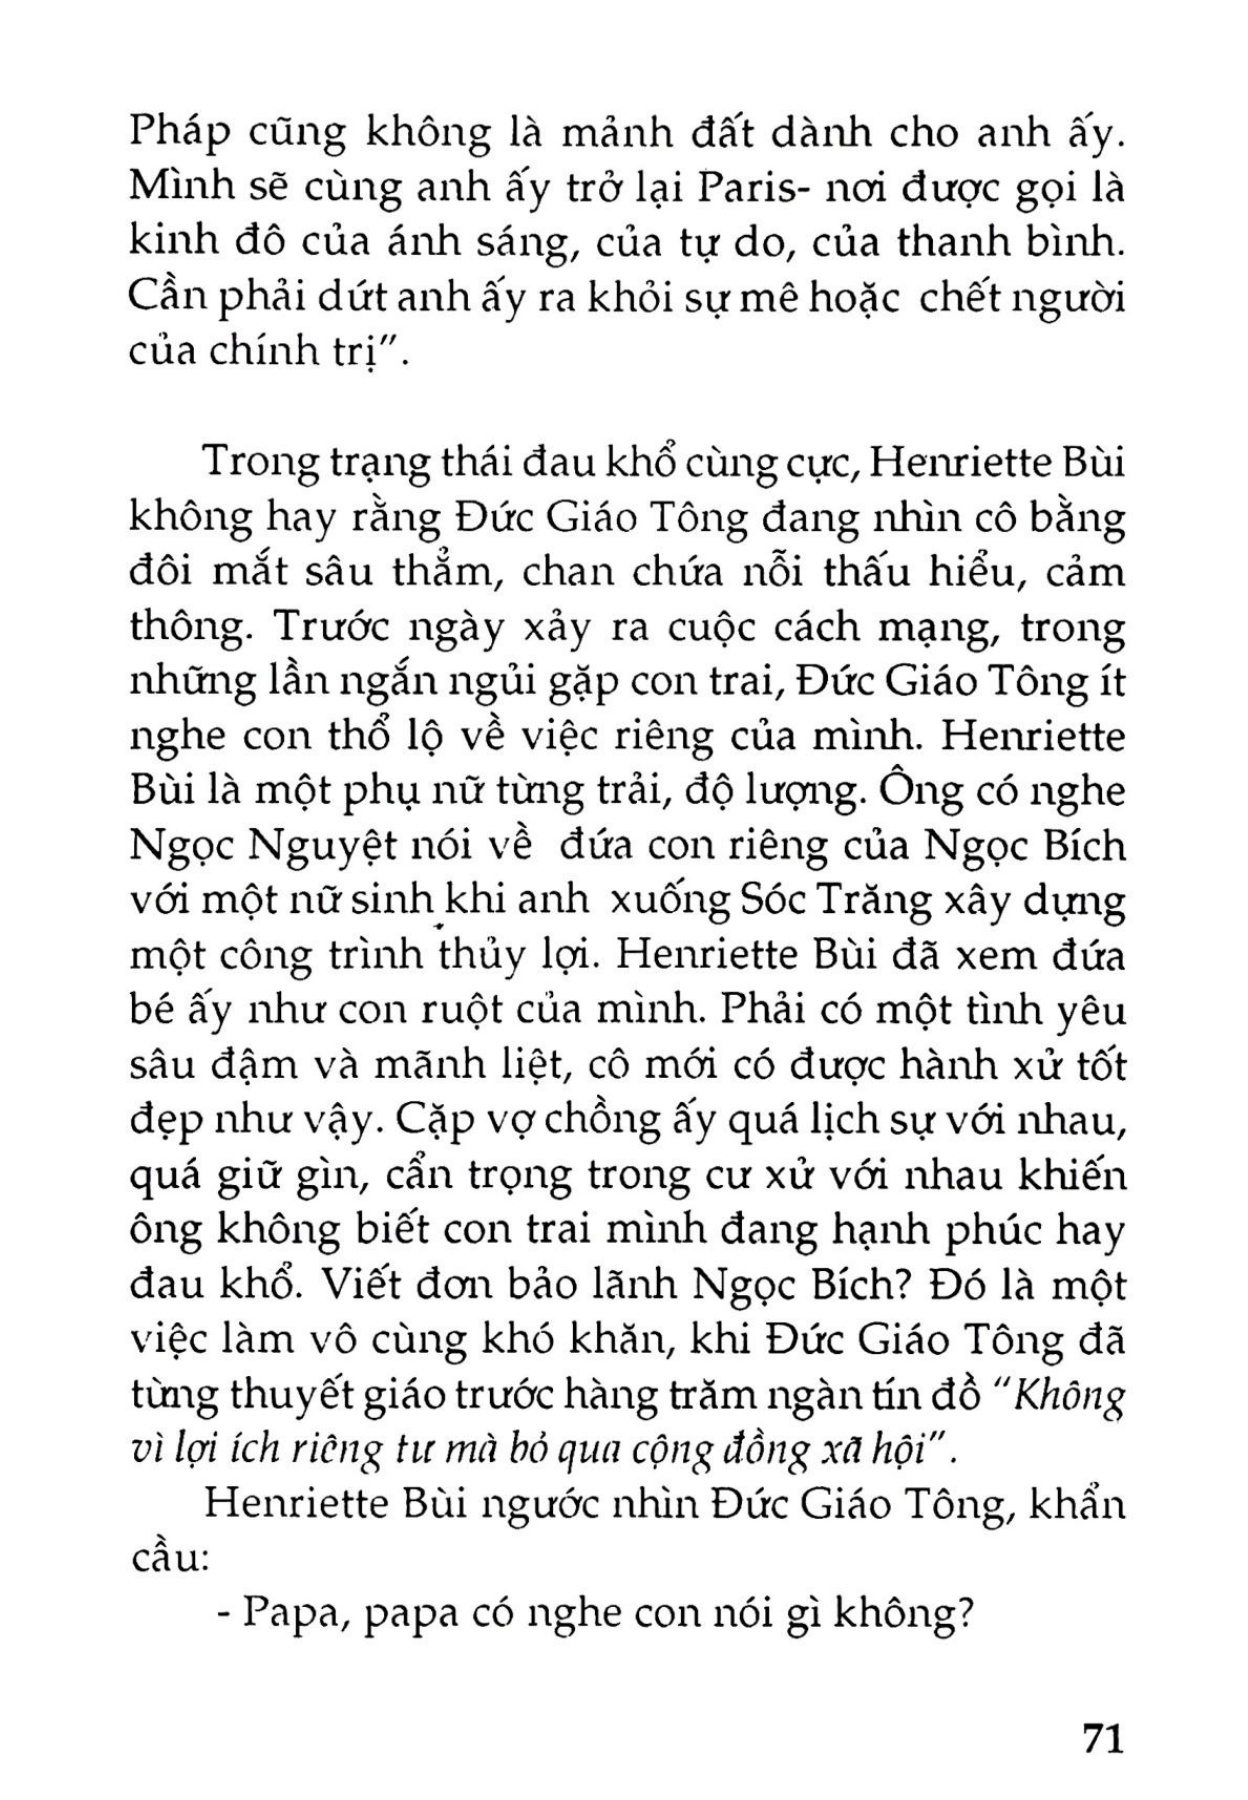 Pháp cũng không là mảnh đất dành cho anh ấy.
Mình sẽ cùng anh ấy trở lại Paris- nơi được gọi là
kinh đô của ánh sáng, của tự do, của thanh bình.
Cần phải dứt anh ấy ra khỏi sự mê hoặc chết người
của chính trị”.
Trong trạng thái đau khổ cùng cực, Henriette Bùi
không hay rằng Đức Giáo Tông đang nhìn cô bằng
đôi mắt sâu thẳm, chan chứa nỗi thấu hiểu, cảm
thông. Trước ngày xảy ra cuộc cách mạng, trong
những lần ngắn ngủi gặp con trai, Đức Giáo Tông ít
nghe con thổ lộ về việc riêng của mình. Henriette
Bùi là một phụ nữ từng trải, độ lượng. Ông có nghe
Ngọc Nguyệt nói về đứa con riêng của Ngọc Bích
với một nữ sinh khi anh xuống Sóc Trăng xây dựng
một công trình thủy lợi. Henriette Bùi đã xem đứa
bé ấy như con ruột của mình. Phải có một tình yêu
sâu đậm và mãnh liệt, cô mới có được hành xử tốt
đẹp như vậy. Cặp vợ chồng ấy quá lịch sự với nhau,
quá giữ gìn, cẩn trọng trong cư xử với nhau khiến
ông không biết con trai mình đang hạnh phúc hay
đau khổ. Viết đơn bảo lãnh Ngọc Bích? Đó là một
việc làm vô cùng khó khăn, khi Đức Giáo Tông đã
từng thuyết giáo trước hàng trăm ngàn tín đồ “Không
vì lợi ích riêng tư mà bỏ qua cộng đồng xã hội”.
Henriette Bùi ngước nhìn Đức Giáo Tông, khẩn
cầu:
- Papa, papa có nghe con nói gì không?
71